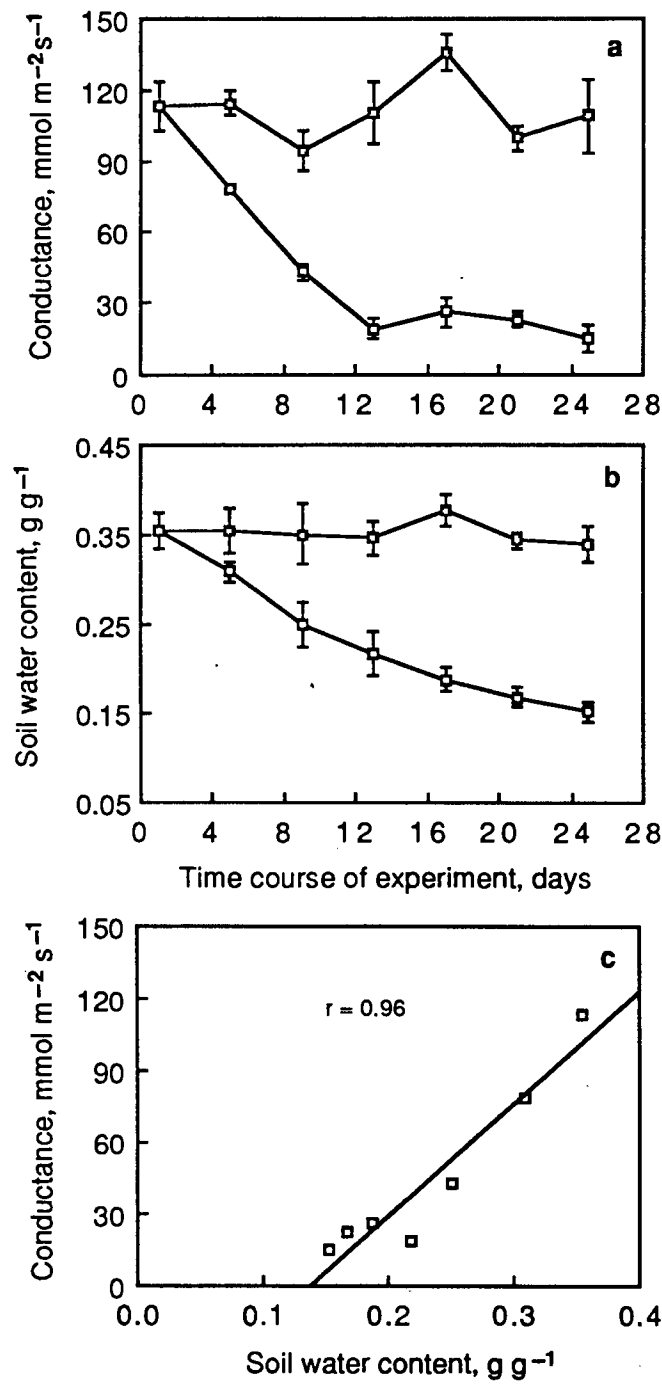 a
Conductance, mmol m⁻²s⁻¹
150
120
90
60
30
0
0 4 8 12 16 20 24 28
b
Soil water content, g g⁻¹
0.45
0.35
0.25
0.15
0.05
0 4 8 12 16 20 24 28
Time course of experiment, days
c
Conductance, mmol m⁻² s⁻¹
150
120
90
60
30
0
r = 0.96
0.0 0.1 0.2 0.3 0.4
Soil water content, g g⁻¹